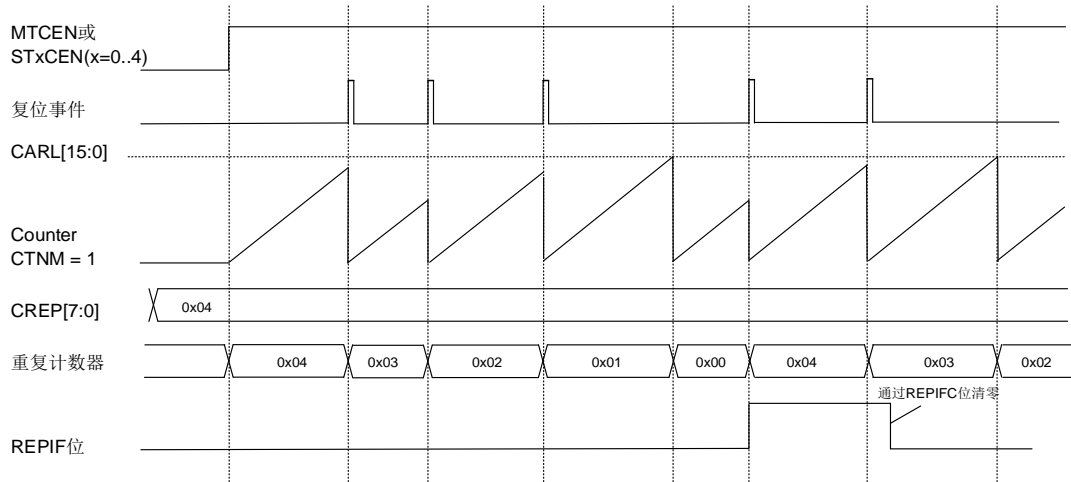 MTCEN或
STxCEN(x=0..4)
复位事件
CARL[15:0]
Counter
CTNM = 1
CREP[7:0]
0x04
重复计数器
0x04
0x03
0x02
0x01
0x00
0x04
0x03
0x02
通过REPIFC位清零
REPIF位